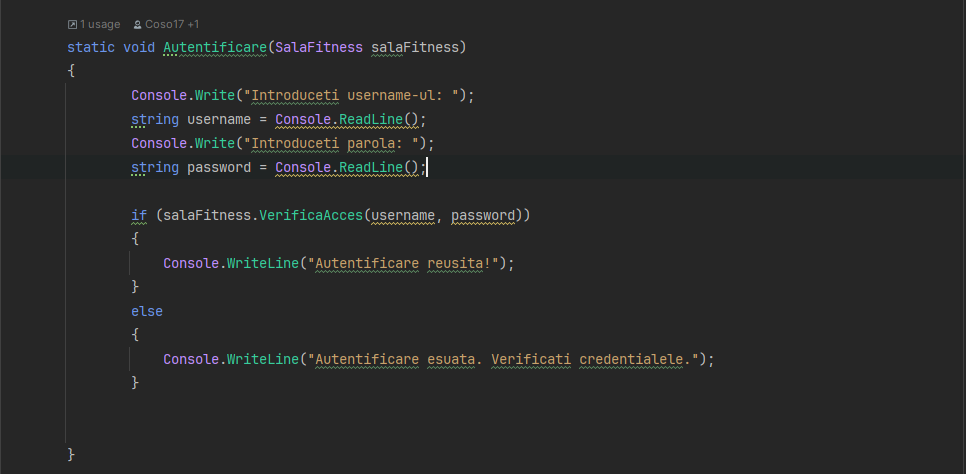 1 usage Coso17 +1
static void Autentificare(SalaFitness salaFitness)
{
Console.Write("Introduceti username-ul: ");
string username = Console.ReadLine();
Console.Write("Introduceti parola: ");
string password = Console.ReadLine();
if (salaFitness.VerificaAcces(username, password))
{
Console.WriteLine("Autentificare reusita!");
}
else
{
Console.WriteLine("Autentificare esuata. Verificati credentialele.");
}
}